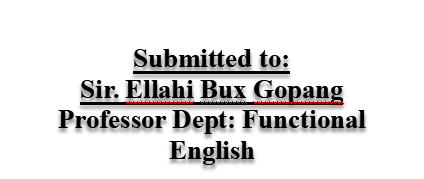 Submitted to:
Sir. Ellahi Bux Gopang
Professor Dept: Functional
English